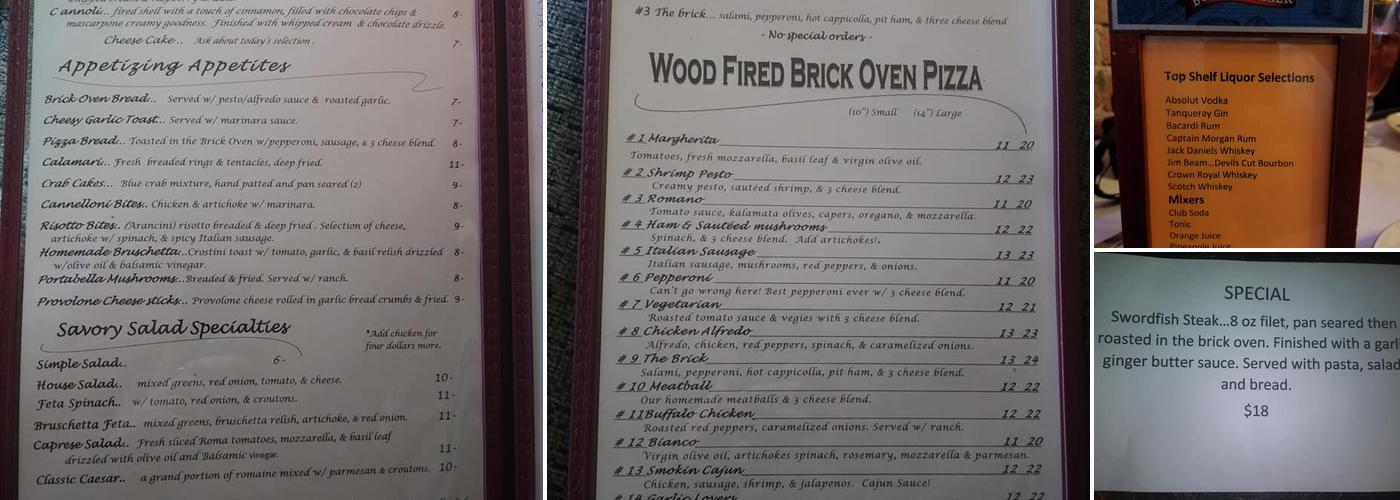 Cannoli.. fired shell with a touch of cinnamon, filled with chocolate chips & 8-
mascarpone creamy goodness. Finished with whipped cream & chocolate drizzle.
Cheese Cake.. Ask about today's selection. 7-
Appetizing Appetites
Brick Oven Bread.. Served w/ pesto/alfredo sauce & roasted garlic. 7-
Cheesy Garlic Toast.. Served w/ marinara sauce. 7-
Pizza Bread... Toasted in the Brick Oven w/pepperoni, sausage, & 3 cheese blend. 8-
Calamari.. Fresh breaded rings & tentacles, deep fried. 11-
Crab Cakes.. Blue crab mixture, hand patted and pan seared (2) 9-
Cannelloni Bites.. Chicken & artichoke w/ marinara. 8-
Risotto Bites.. (Arancini) risotto breaded & deep fried. Selection of cheese, 9-
artichoke w/ spinach, & spicy Italian sausage.
Homemade Bruschetta...Crostini toast w/ tomato, garlic, & basil relish drizzled 8-
w/olive oil & balsamic vinegar.
Portabella Mushrooms..Breaded & fried. Served w/ ranch. 8-
Provolone Cheese sticks.. Provolone cheese rolled in garlic bread crumbs & fried. 9-
Savory Salad Specialties
*Add chicken for
four dollars more.
Simple Salad.. 6-
House Salad.. mixed greens, red onion, tomato, & cheese. 10-
Feta Spinach.. w/ tomato, red onion, & croutons. 11-
Bruschetta Feta.. mixed greens, bruschetta relish, artichoke, & red onion. 11-
Caprese Salad.. Fresh sliced Roma tomatoes, mozzarella, & basil leaf
drizzled with olive oil and Balsamic vinegar. 11-
Classic Caesar.. a grand portion of romaine mixed w/ parmesan & croutons. 10-
#3 The brick... salami, pepperoni, hot cappicolla, pit ham, & three cheese blend
- No special orders -
WOOD FIRED BRICK OVEN PIZZA
(10") Small (14") Large
# 1 Margherita 11 20
Tomatoes, fresh mozzarella, basil leaf & virgin olive oil.
# 2 Shrimp Pesto 12 23
Creamy pesto, sautéed shrimp, & 3 cheese blend.
# 3 Romano 11 20
Tomato sauce, kalamata olives, capers, oregano, & mozzarella.
# 4 Ham & Sautéed mushrooms 12 22
Spinach, & 3 cheese blend. Add artichokes!.
# 5 Italian Sausage 13 23
Italian sausage, mushrooms, red peppers, & onions.
# 6 Pepperoni 11 20
Can't go wrong here! Best pepperoni ever w/ 3 cheese blend.
# 7 Vegetarian 12 21
Roasted tomato sauce & vegies with 3 cheese blend.
# 8 Chicken Alfredo 13 23
Alfredo, chicken, red peppers, spinach, & caramelized onions.
# 9 The Brick 13 24
Salami, pepperoni, hot cappicolla, pit ham, & 3 cheese blend.
# 10 Meatball 12 22
Our homemade meatballs & 3 cheese blend.
# 11Buffalo Chicken 12 22
Roasted red peppers, caramelized onions. Served w/ ranch.
# 12 Bianco 11 20
Virgin olive oil, artichokes spinach, rosemary, mozzarella & parmesan.
# 13 Smokin Cajun 12 22
Chicken, sausage, shrimp, & jalapenos. Cajun Sauce!
# 14 Garlic Lovers 12 22
Top Shelf Liquor Selections
Absolut Vodka
Tanqueray Gin
Bacardi Rum
Captain Morgan Rum
Jack Daniels Whiskey
Jim Beam...Devils Cut Bourbon
Crown Royal Whiskey
Scotch Whiskey
Mixers
Club Soda
Tonic
Orange Juice
Pineapple Juice
SPECIAL
Swordfish Steak...8 oz filet, pan seared then
roasted in the brick oven. Finished with a garli
ginger butter sauce. Served with pasta, salad
and bread.
$18